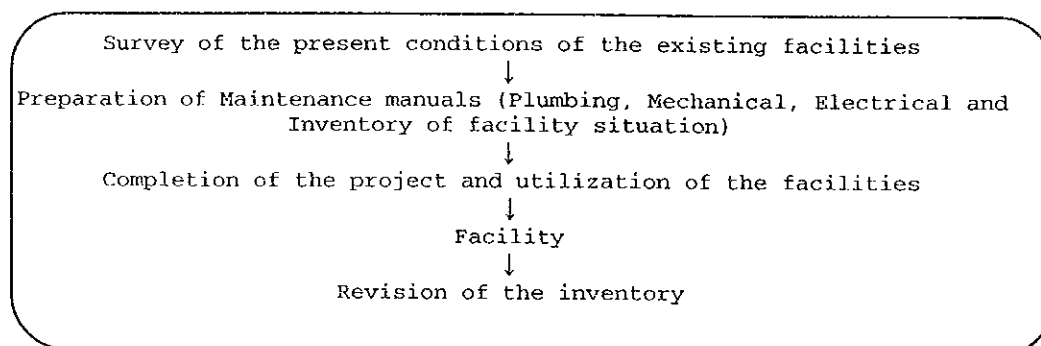 Survey of the present conditions of the existing facilities
↓
Preparation of Maintenance manuals (Plumbing, Mechanical, Electrical and
Inventory of facility situation)
↓
Completion of the project and utilization of the facilities
↓
Facility
↓
Revision of the inventory